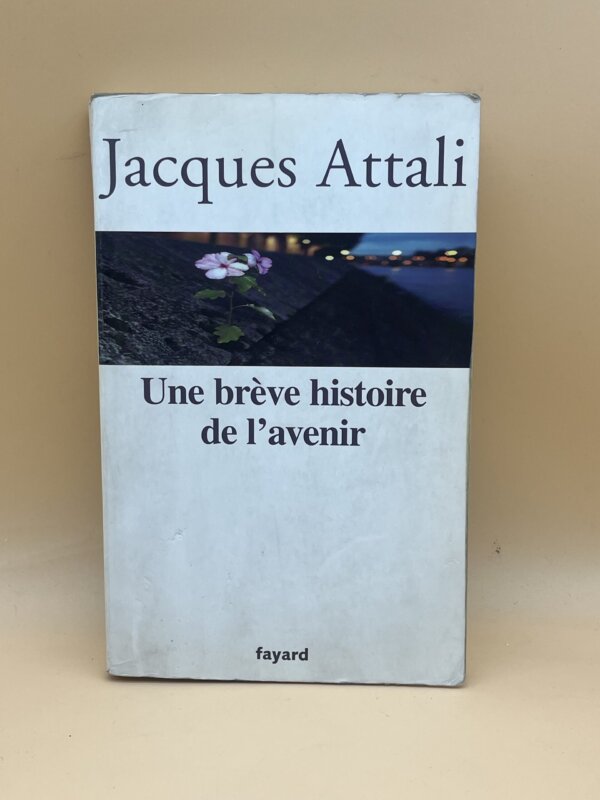 Jacques Attali
Une brève histoire
de l'avenir
fayard